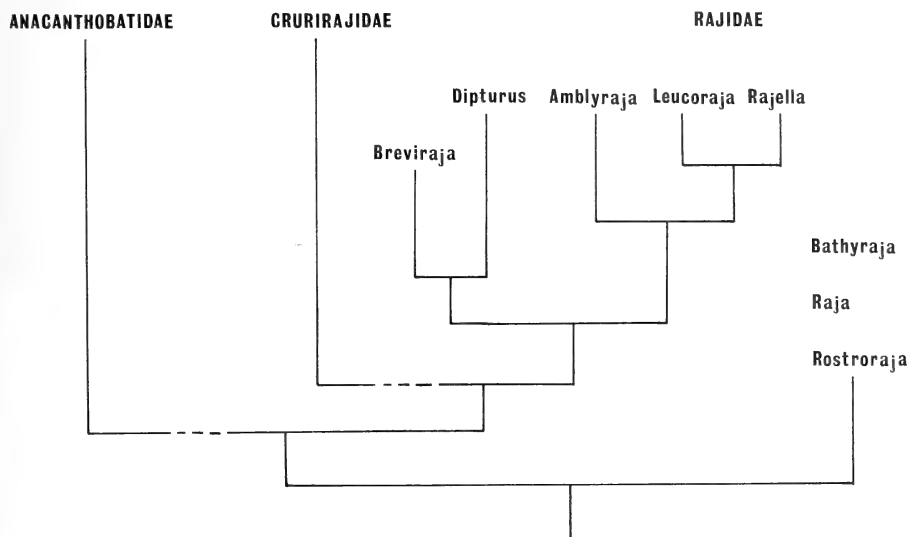 ANACANTHOBATIDAE CRURIRAJIDAE RAJIDAE
Dipturus Amblyraja Leucoraja Rajella
Breviraja
Bathyraja
Raja
Rostroraja